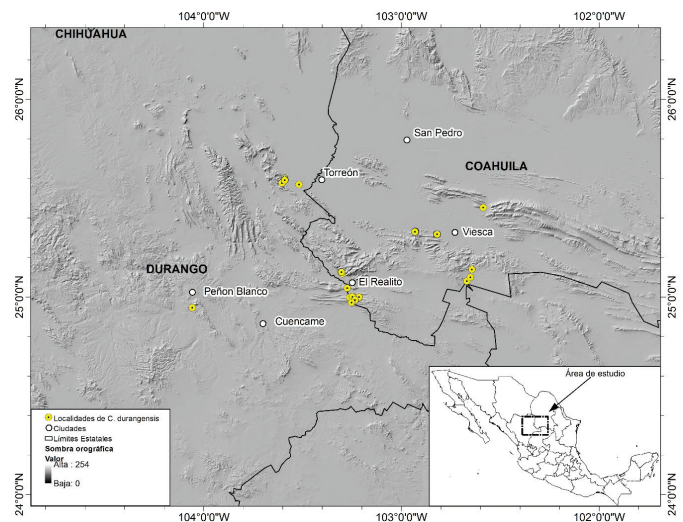 104°0'0"W
103°0'0"W
102°0'0"W
CHIHUAHUA
26°0'0"N
26°0'0"N
San Pedro
COAHUILA
Torreón
Viesca
DURANGO
El Realito
Peñon Blanco
25°0'0"N
25°0'0"N
Cuencame
Área de estudio
Localidades de C. durangensis
Ciudades
Límites Estatales
Sombra orográfica
Valor
Alta : 254
Baja: 0
24°0'0"N
24°0'0"N
104°0'0"W
103°0'0"W
102°0'0"W